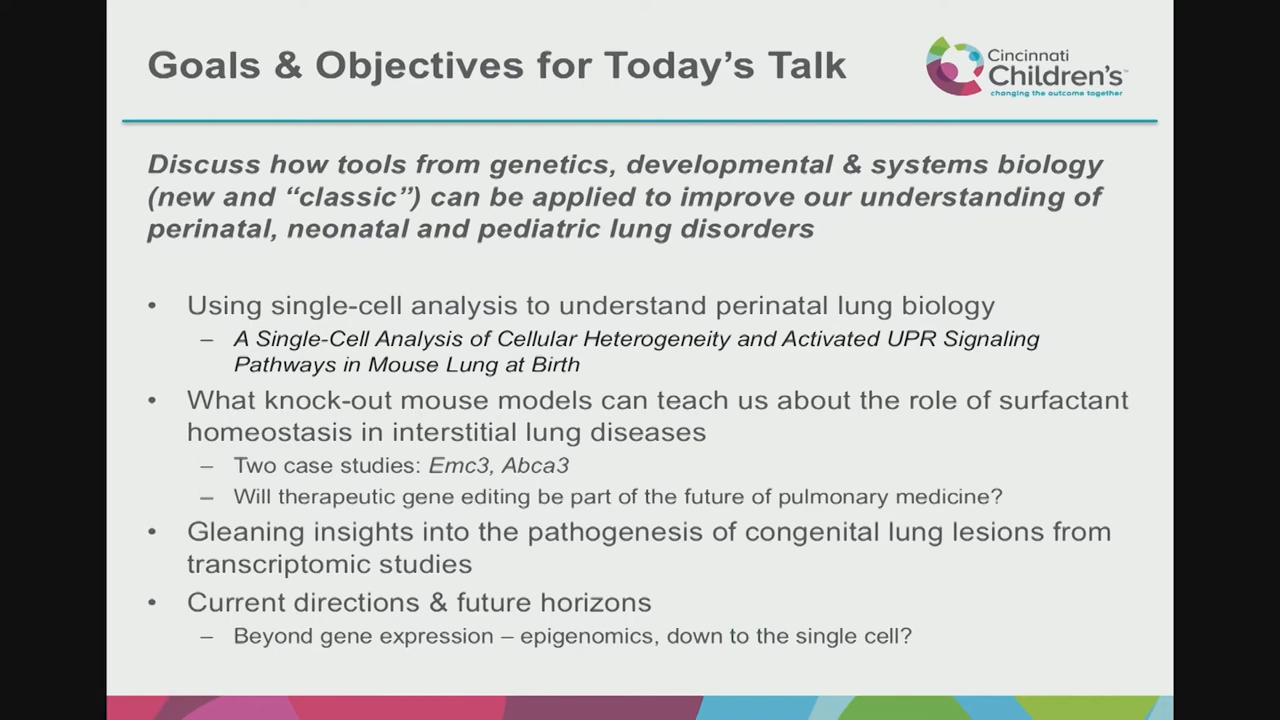 Goals & Objectives for Today's Talk
Cincinnati
Children's™
changing the outcome together
Discuss how tools from genetics, developmental & systems biology
(new and “classic”) can be applied to improve our understanding of
perinatal, neonatal and pediatric lung disorders
• Using single-cell analysis to understand perinatal lung biology
– A Single-Cell Analysis of Cellular Heterogeneity and Activated UPR Signaling
Pathways in Mouse Lung at Birth
• What knock-out mouse models can teach us about the role of surfactant
homeostasis in interstitial lung diseases
– Two case studies: Emc3, Abca3
– Will therapeutic gene editing be part of the future of pulmonary medicine?
• Gleaning insights into the pathogenesis of congenital lung lesions from
transcriptomic studies
• Current directions & future horizons
– Beyond gene expression – epigenomics, down to the single cell?